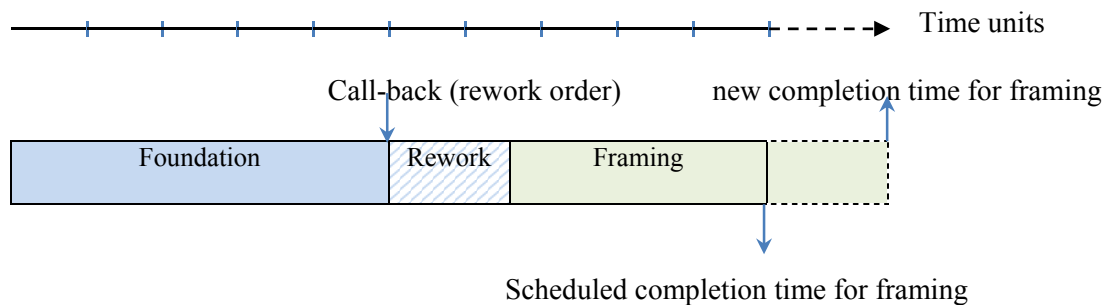 Time units
Call-back (rework order)
new completion time for framing
Foundation
Rework
Framing
Scheduled completion time for framing